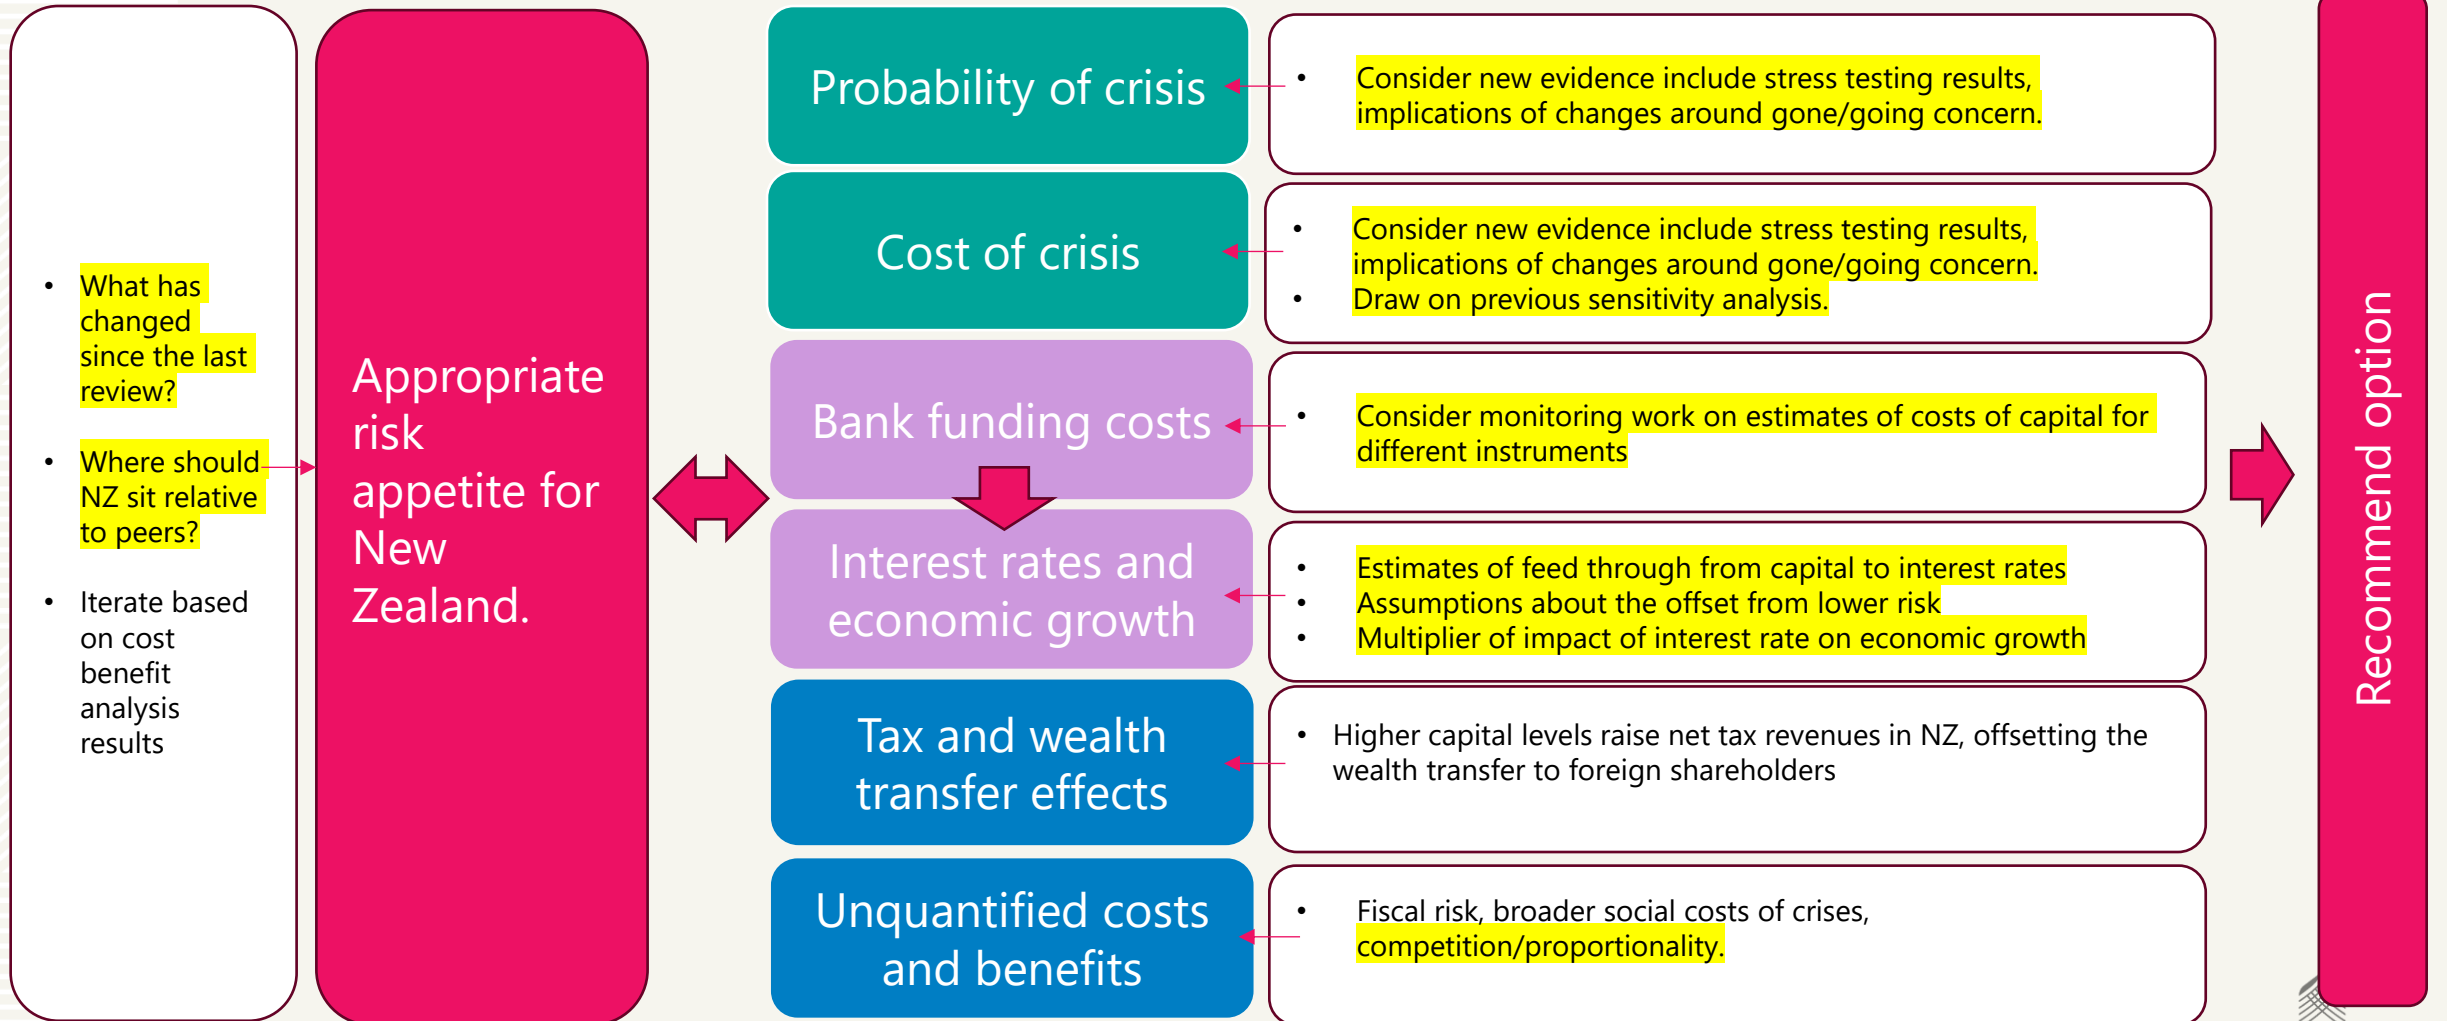 • What has
changed
since the last
review?
• Where should
NZ sit relative
to peers?
• Iterate based
on cost
benefit
analysis
results
Appropriate
risk
appetite for
New
Zealand.
Probability of crisis
• Consider new evidence include stress testing results,
implications of changes around gone/going concern.
Cost of crisis
• Consider new evidence include stress testing results,
implications of changes around gone/going concern.
• Draw on previous sensitivity analysis.
Bank funding costs
• Consider monitoring work on estimates of costs of capital for
different instruments
Interest rates and
economic growth
• Estimates of feed through from capital to interest rates
• Assumptions about the offset from lower risk
• Multiplier of impact of interest rate on economic growth
Tax and wealth
transfer effects
• Higher capital levels raise net tax revenues in NZ, offsetting the
wealth transfer to foreign shareholders
Unquantified costs
and benefits
• Fiscal risk, broader social costs of crises,
competition/proportionality.
Recommend option